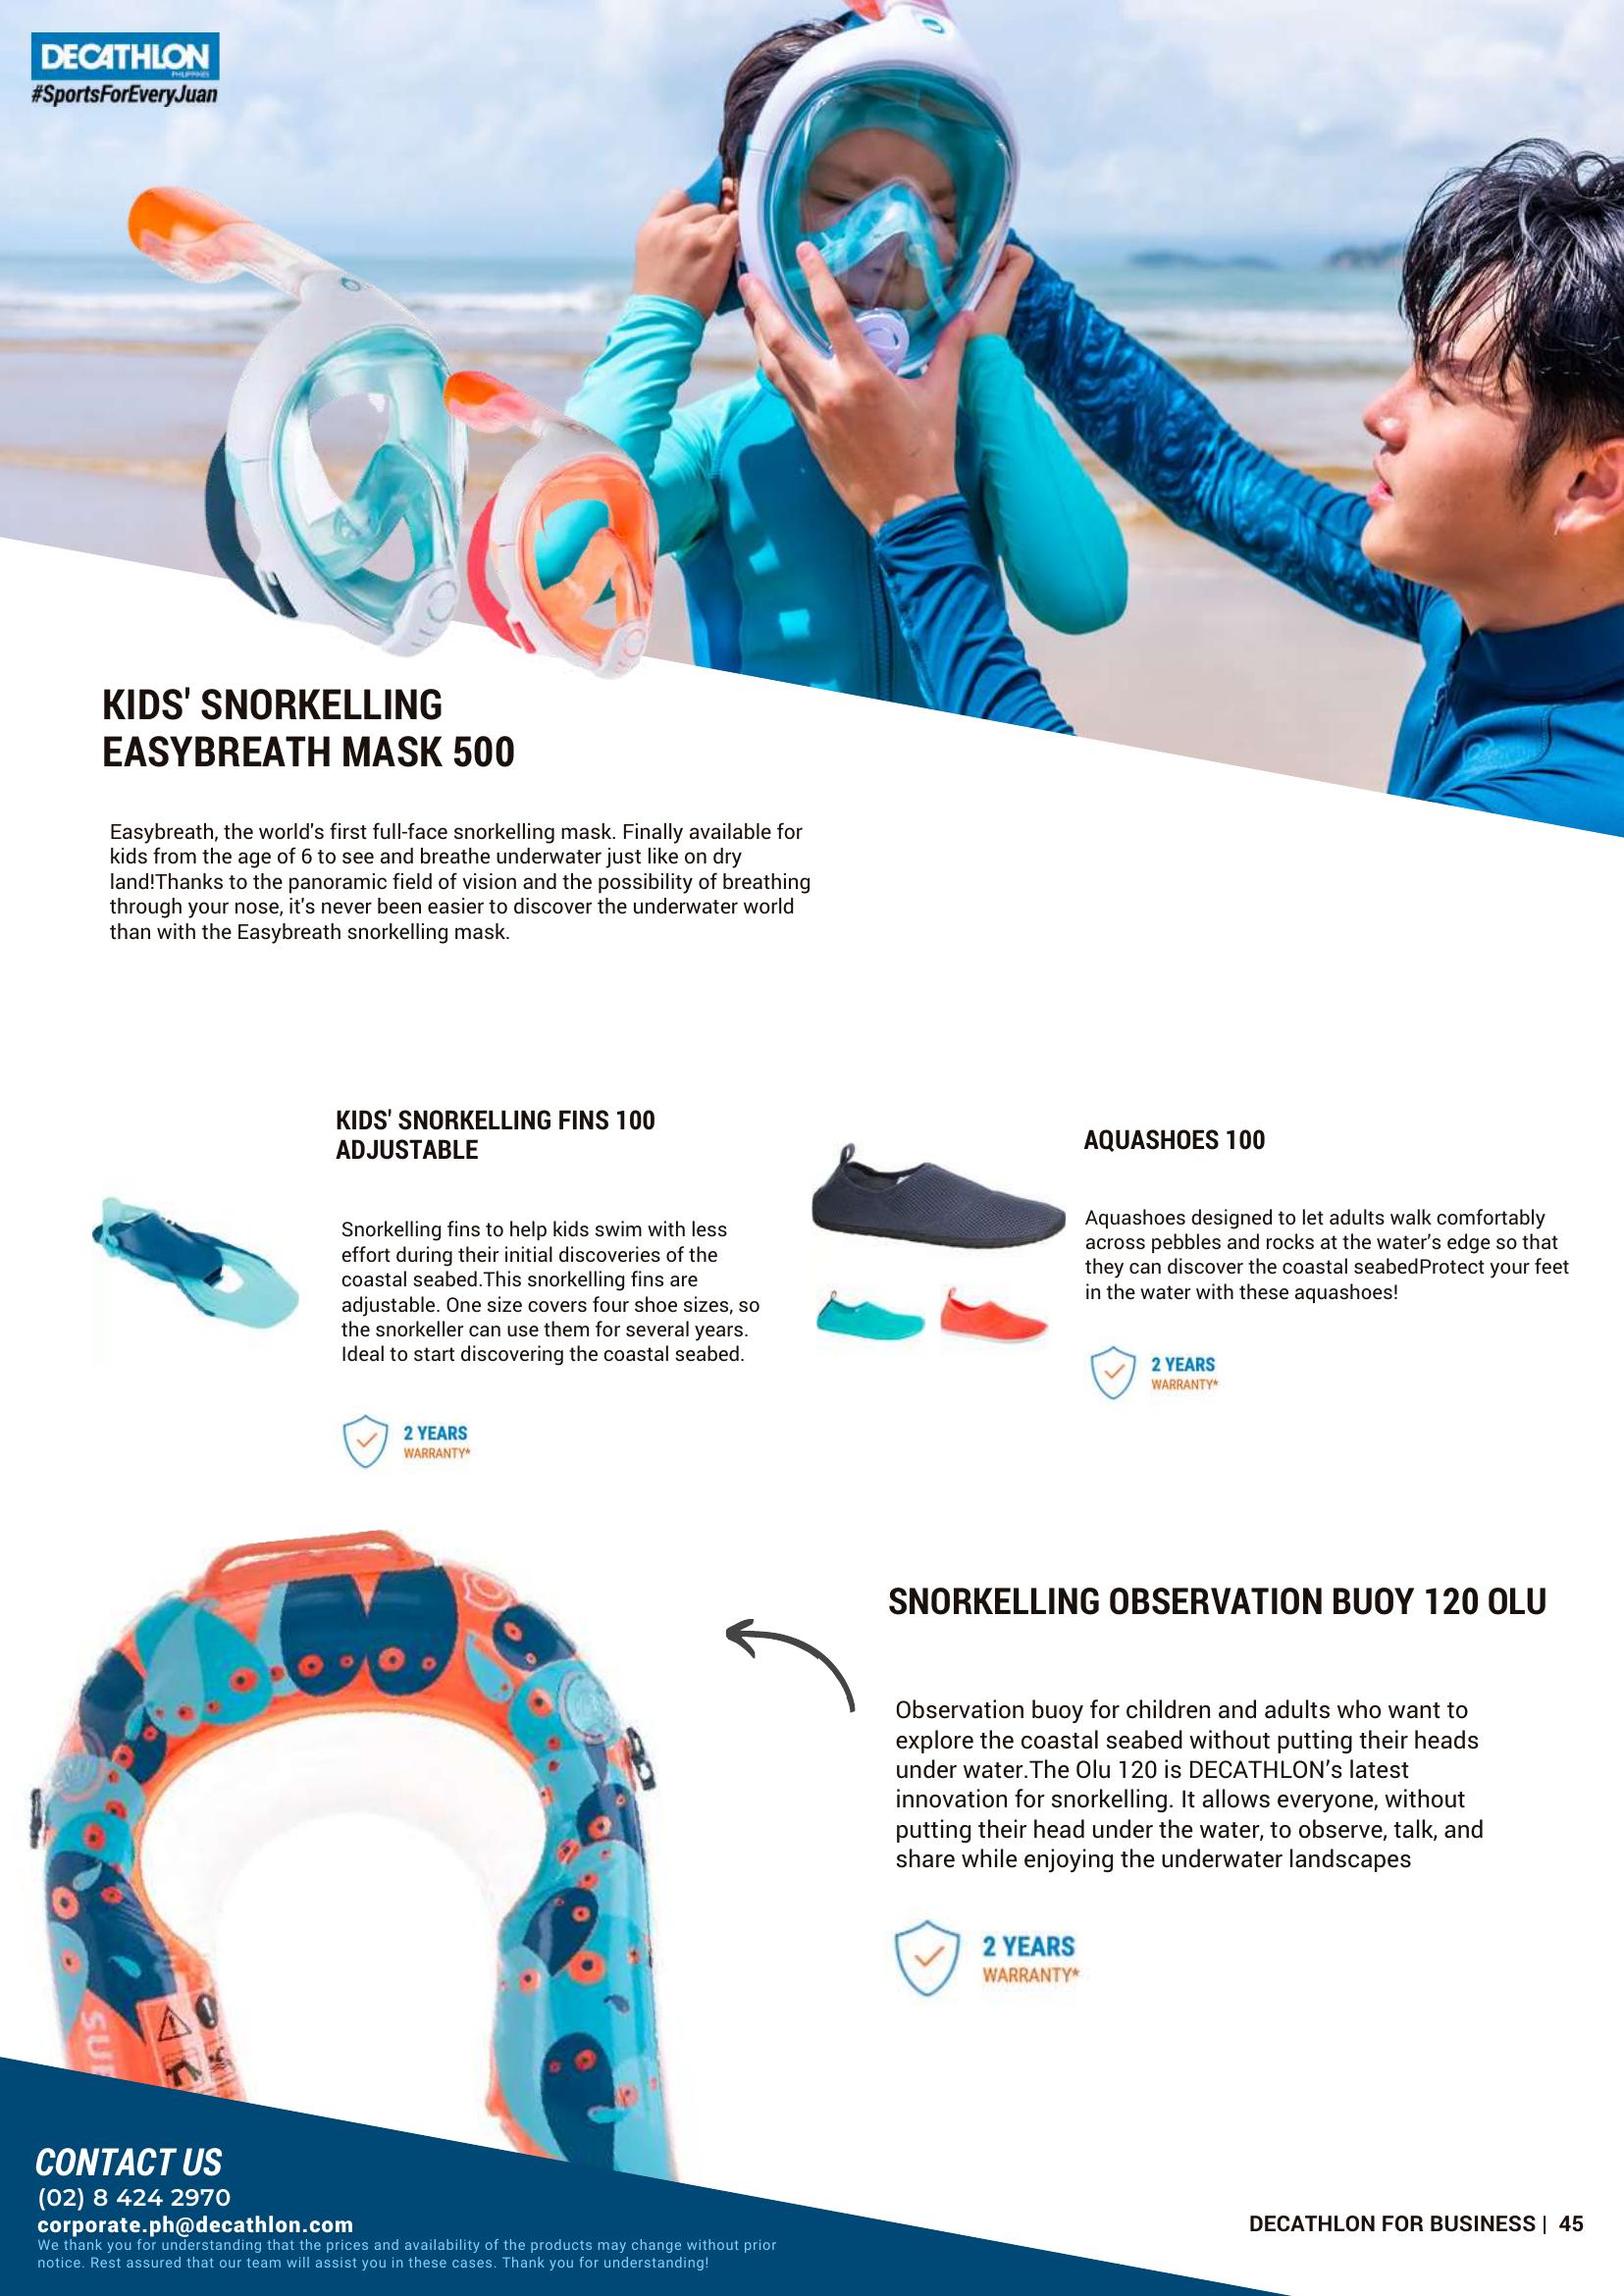 DECATHLON
PHILIPPINES
#SportsForEveryJuan
KIDS' SNORKELLING
EASYBREATH MASK 500
Easybreath, the world's first full-face snorkelling mask. Finally available for
kids from the age of 6 to see and breathe underwater just like on dry
land!Thanks to the panoramic field of vision and the possibility of breathing
through your nose, it's never been easier to discover the underwater world
than with the Easybreath snorkelling mask.
KIDS' SNORKELLING FINS 100
ADJUSTABLE
Snorkelling fins to help kids swim with less
effort during their initial discoveries of the
coastal seabed.This snorkelling fins are
adjustable. One size covers four shoe sizes, so
the snorkeller can use them for several years.
Ideal to start discovering the coastal seabed.
2 YEARS
WARRANTY*
AQUASHOES 100
Aquashoes designed to let adults walk comfortably
across pebbles and rocks at the water’s edge so that
they can discover the coastal seabedProtect your feet
in the water with these aquashoes!
2 YEARS
WARRANTY*
SNORKELLING OBSERVATION BUOY 120 OLU
Observation buoy for children and adults who want to
explore the coastal seabed without putting their heads
under water.The Olu 120 is DECATHLON’s latest
innovation for snorkelling. It allows everyone, without
putting their head under the water, to observe, talk, and
share while enjoying the underwater landscapes
2 YEARS
WARRANTY*
SUB
CONTACT US
(02) 8 424 2970
corporate.ph@decathlon.com
We thank you for understanding that the prices and availability of the products may change without prior
notice. Rest assured that our team will assist you in these cases. Thank you for understanding!
DECATHLON FOR BUSINESS | 45